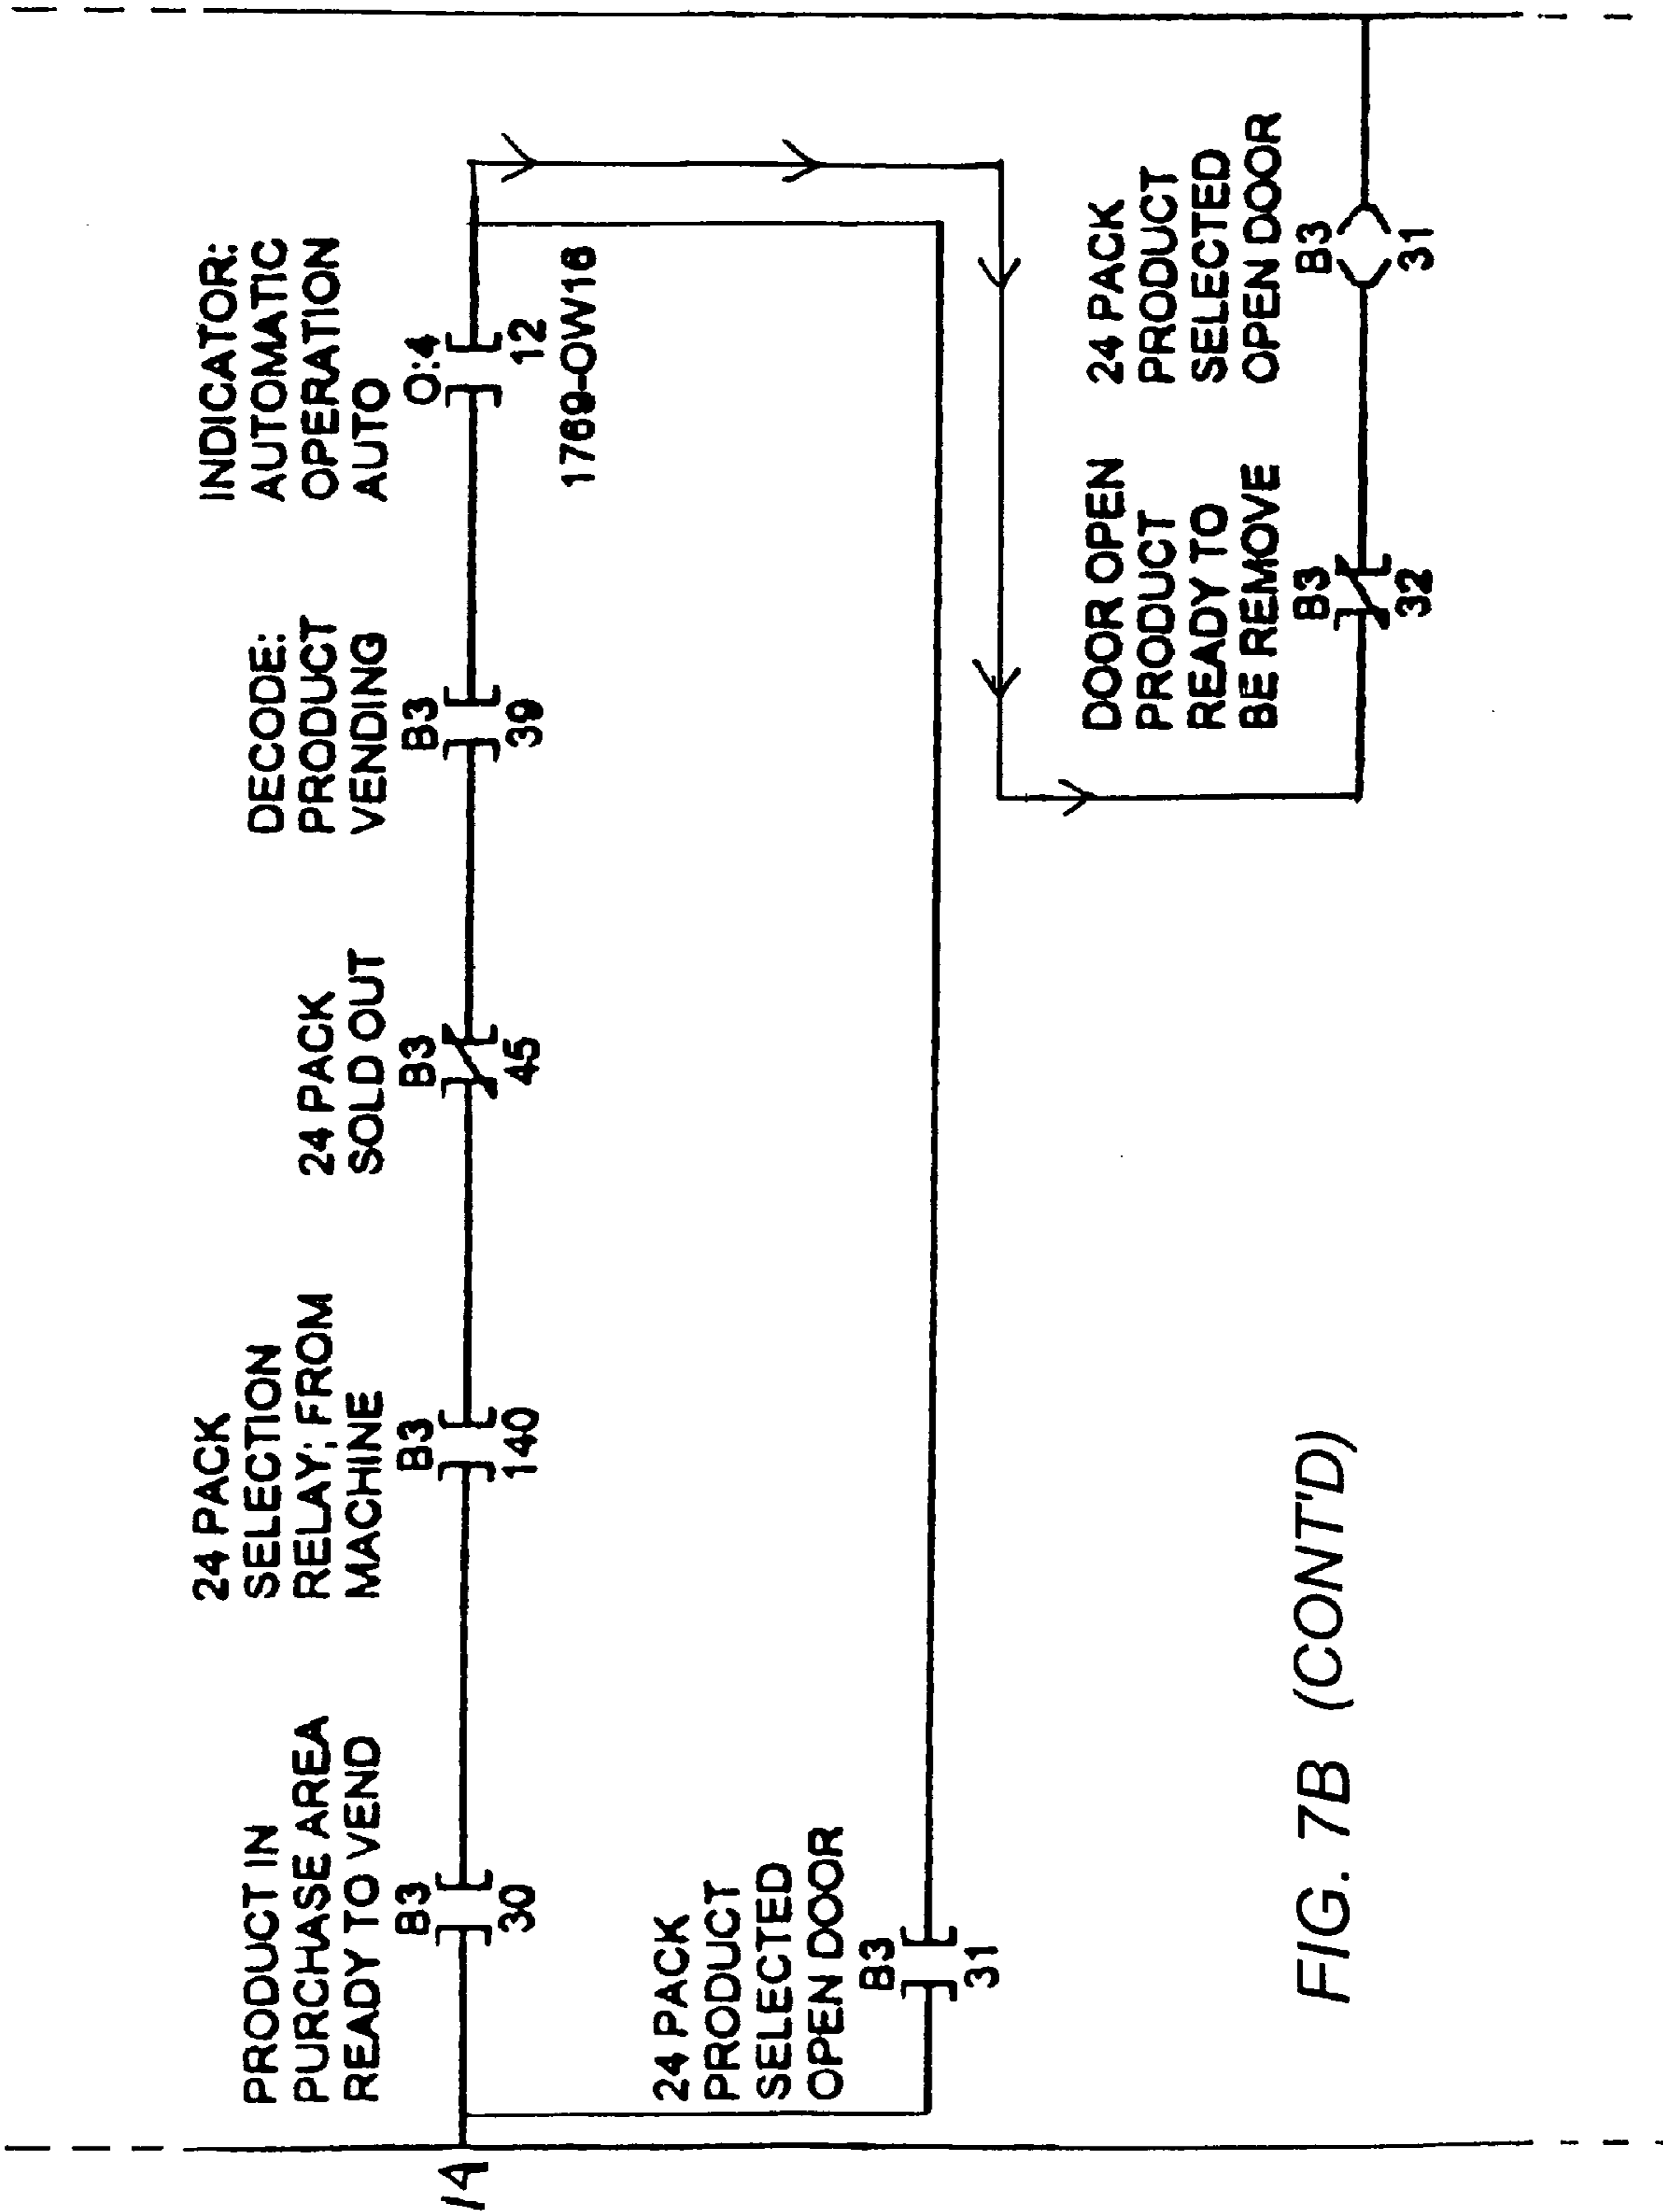 14
PRODUCT IN
PURCHASE AREA
READY TO VEND
B3
30
24 PACK
SELECTION
RELAY: FROM
MACHINE
B3
140
24 PACK
SOLD OUT
B3
45
DECODE:
PRODUCT
VENDING
B3
39
INDICATOR:
AUTOMATIC
OPERATION
AUTO
O:4
12
1769-OW16
24 PACK
PRODUCT
SELECTED
OPEN DOOR
B3
31
DOOR OPEN
PRODUCT
READY TO
BE REMOVE
B3
32
24 PACK
PRODUCT
SELECTED
OPEN DOOR
B3
31
FIG. 7B (CONT'D)